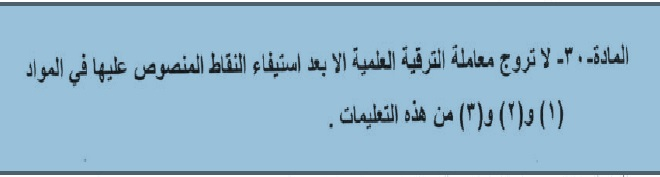 المادة-٣٠- لا تروج معاملة الترقية العلمية الا بعد استيفاء النقاط المنصوص عليها في المواد
(١) و(٢) و(٣) من هذه التعليمات .